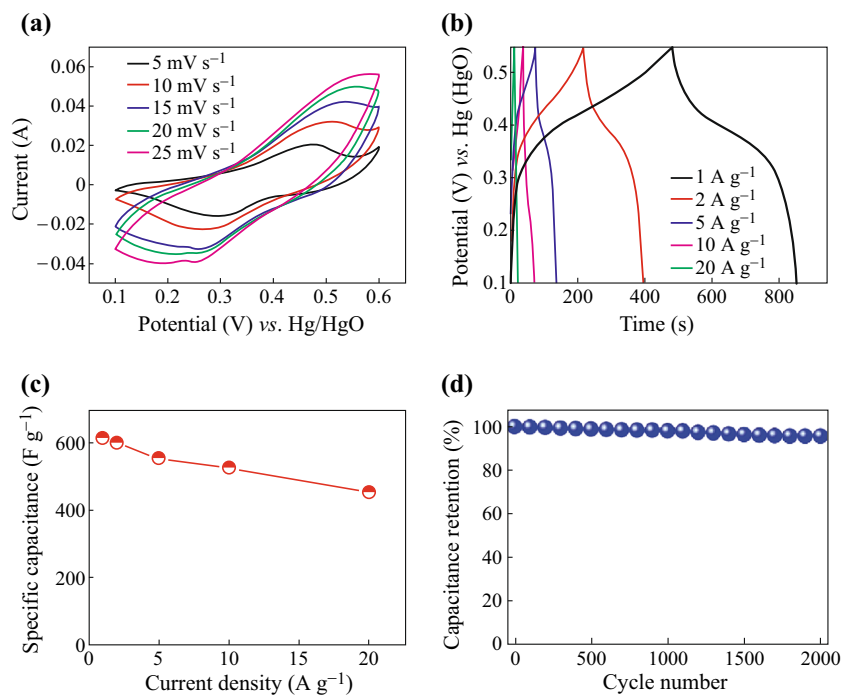 (a)
5 mV s⁻¹
10 mV s⁻¹
15 mV s⁻¹
20 mV s⁻¹
25 mV s⁻¹
0.06
0.04
0.02
0
−0.02
−0.04
Current (A)
0.1 0.2 0.3 0.4 0.5 0.6
Potential (V) vs. Hg/HgO
(b)
0.5
0.4
0.3
0.2
0.1
Potential (V) vs. Hg (HgO)
1 A g⁻¹
2 A g⁻¹
5 A g⁻¹
10 A g⁻¹
20 A g⁻¹
0 200 400 600 800
Time (s)
(c)
600
400
200
0
Specific capacitance (F g⁻¹)
0 5 10 15 20
Current density (A g⁻¹)
(d)
100
80
60
40
20
0
Capacitance retention (%)
0 500 1000 1500 2000
Cycle number